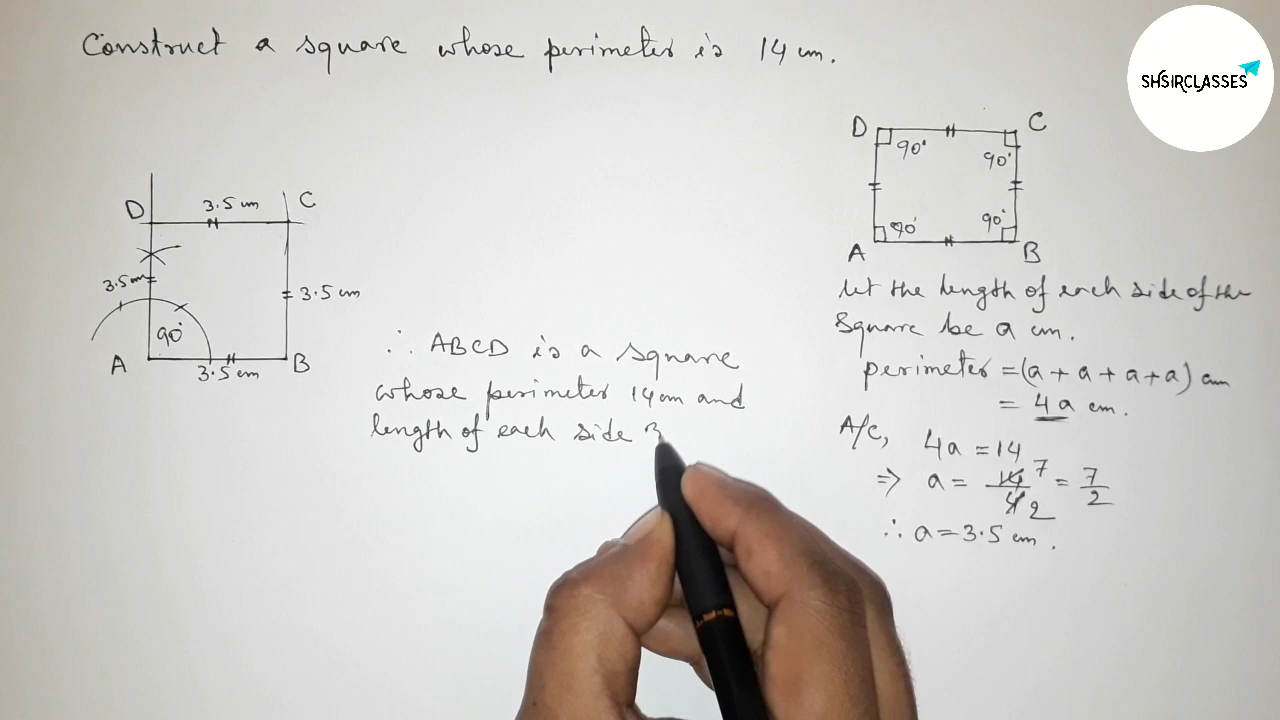 Construct a square whose perimeter is 14 cm.
SHSIRCLASSES
D 3.5 cm C
3.5 cm
3.5 cm
90°
A 3.5 cm B
∴ ABCD is a square
whose perimeter 14 cm and
length of each side 3
D C
90° 90°
90° 90°
A B
let the length of each side of the
square be a cm.
perimeter = (a + a + a + a) cm
= 4a cm.
A/c, 4a = 14
⇒ a = 14/4 7 2 = 7/2
∴ a = 3.5 cm.